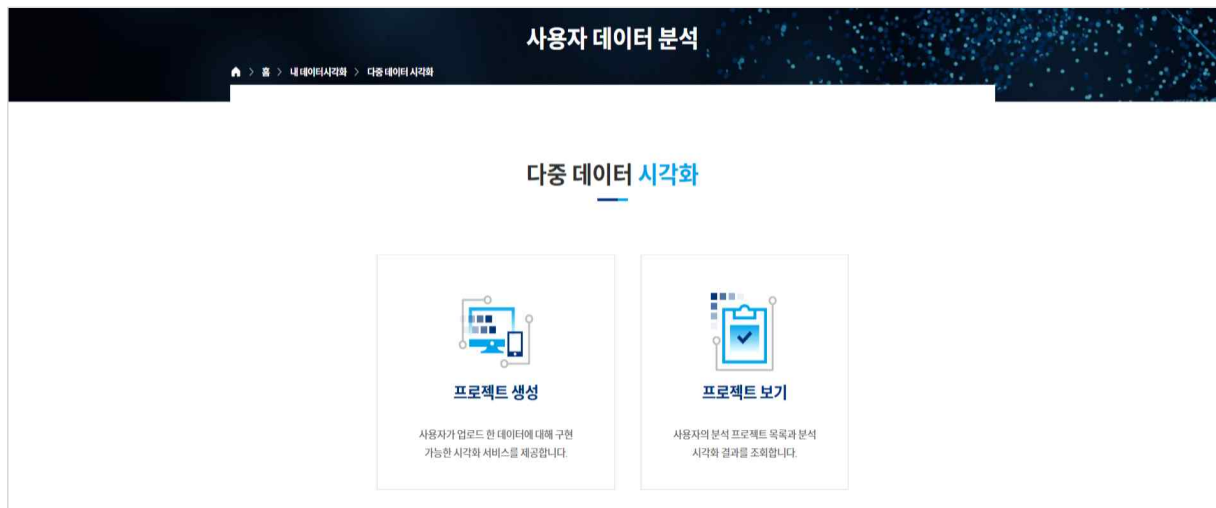 사용자 데이터 분석
> 홈 > 내 데이터시각화 > 다중 데이터 시각화
다중 데이터 시각화
프로젝트 생성
사용자가 업로드 한 데이터에 대해 구현
가능한 시각화 서비스를 제공합니다.
프로젝트 보기
사용자의 분석 프로젝트 목록과 분석
시각화 결과를 조회합니다.